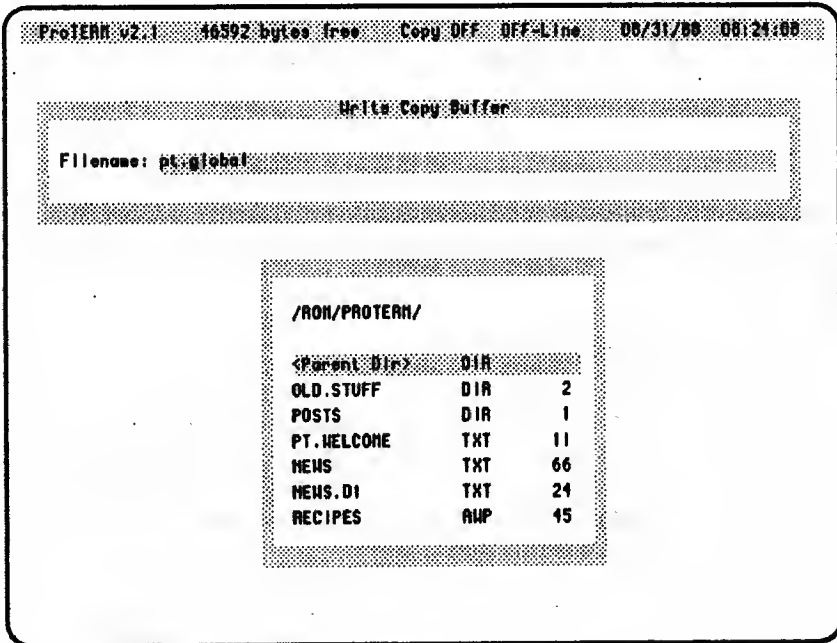 ProTERM v2.1 46592 bytes free Copy OFF OFF-Line 08/31/88 08:24:08
Write Copy Buffer
Filename: pt.global
/ROM/PROTERM/
<Parent Dir> DIR
OLD.STUFF DIR 2
POSTS DIR 1
PT.WELCOME TXT 11
NEWS TXT 66
NEWS.DI TXT 24
RECIPES AWP 45